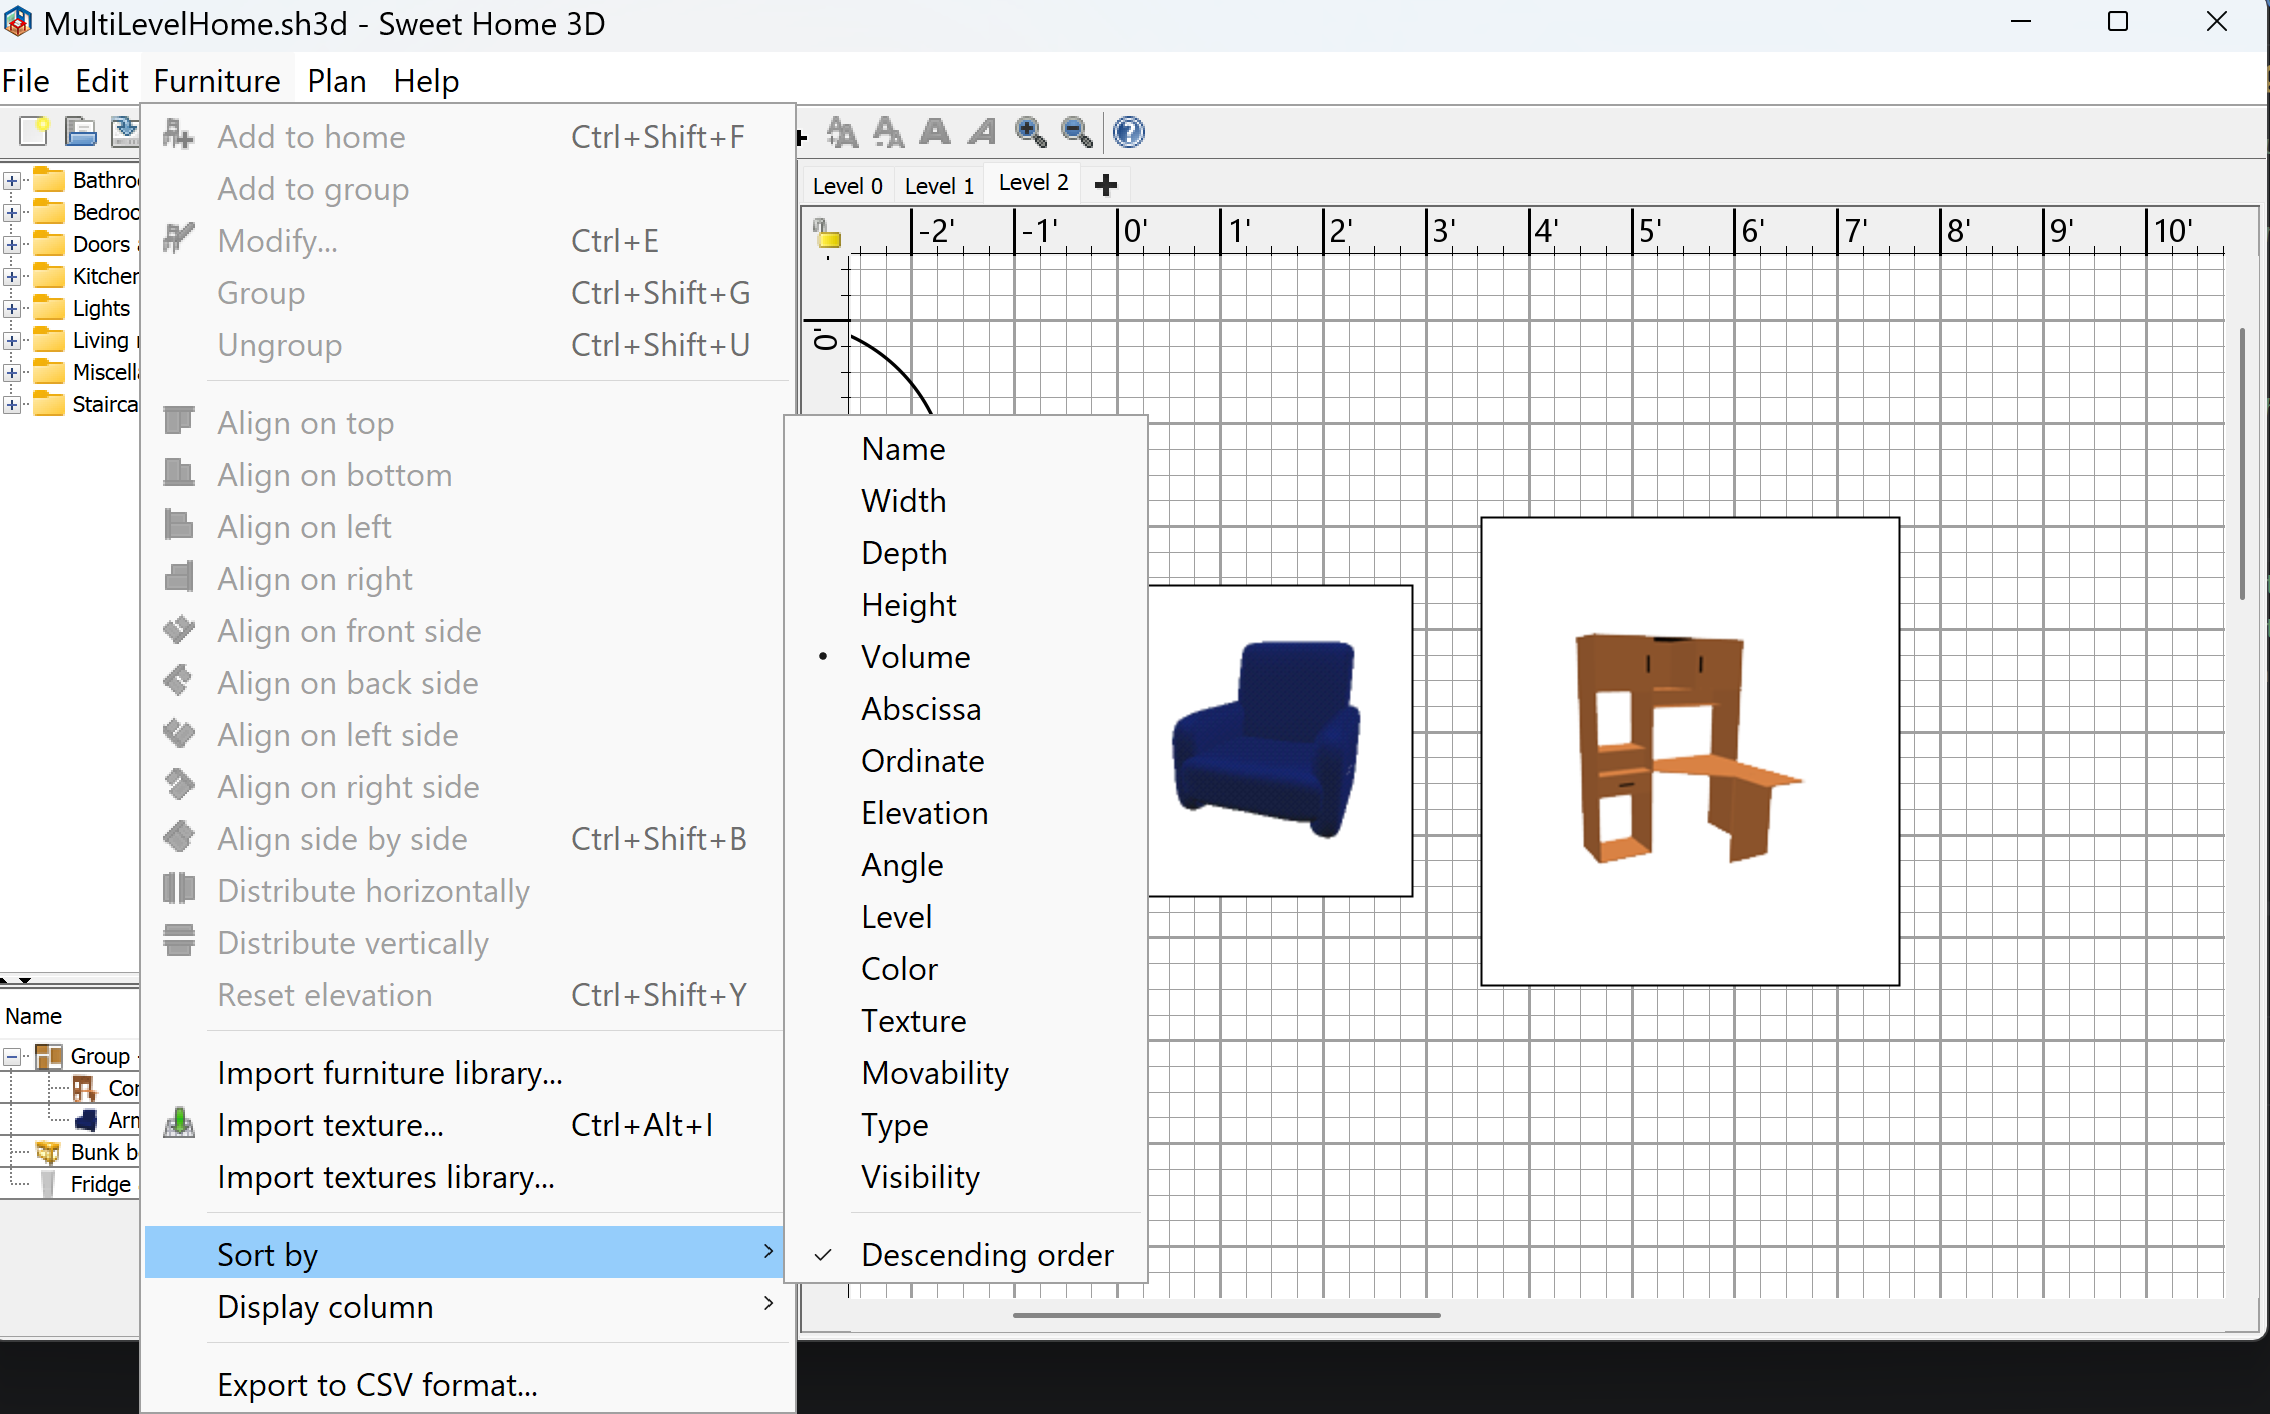 MultiLevelHome.sh3d - Sweet Home 3D
File Edit Furniture Plan Help
Add to home Ctrl+Shift+F
Add to group
Modify... Ctrl+E
Group Ctrl+Shift+G
Ungroup Ctrl+Shift+U
Align on top
Align on bottom
Align on left
Align on right
Align on front side
Align on back side
Align on left side
Align on right side
Align side by side Ctrl+Shift+B
Distribute horizontally
Distribute vertically
Reset elevation Ctrl+Shift+Y
Import furniture library...
Import texture... Ctrl+Alt+I
Import textures library...
Sort by
Display column
Export to CSV format...
Name
Width
Depth
Height
Volume
Abscissa
Ordinate
Elevation
Angle
Level
Color
Texture
Movability
Type
Visibility
Descending order
Bathro
Bedroo
Doors
Kitchen
Lights
Living
Miscella
Stairca
Name
Group
Cor
Arn
Bunk b
Fridge
Level 0 Level 1 Level 2
-2' -1' 0' 1' 2' 3' 4' 5' 6' 7' 8' 9' 10'
0'